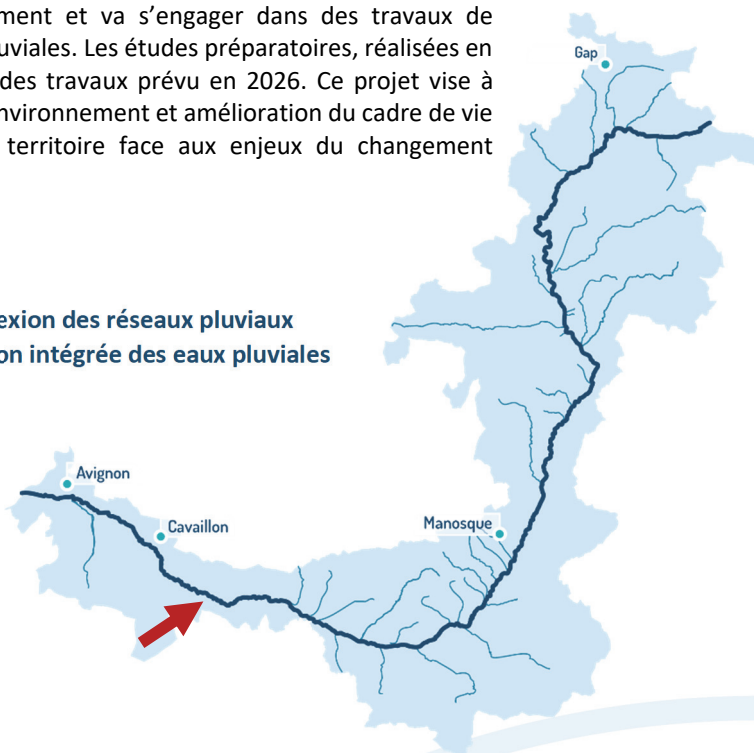 ment et va s'engager dans des travaux de
uviales. Les études préparatoires, réalisées en
des travaux prévu en 2026. Ce projet vise à
nvironnement et amélioration du cadre de vie
territoire face aux enjeux du changement
exion des réseaux pluviaux
on intégrée des eaux pluviales
Gap
Avignon
Cavaillon
Manosque